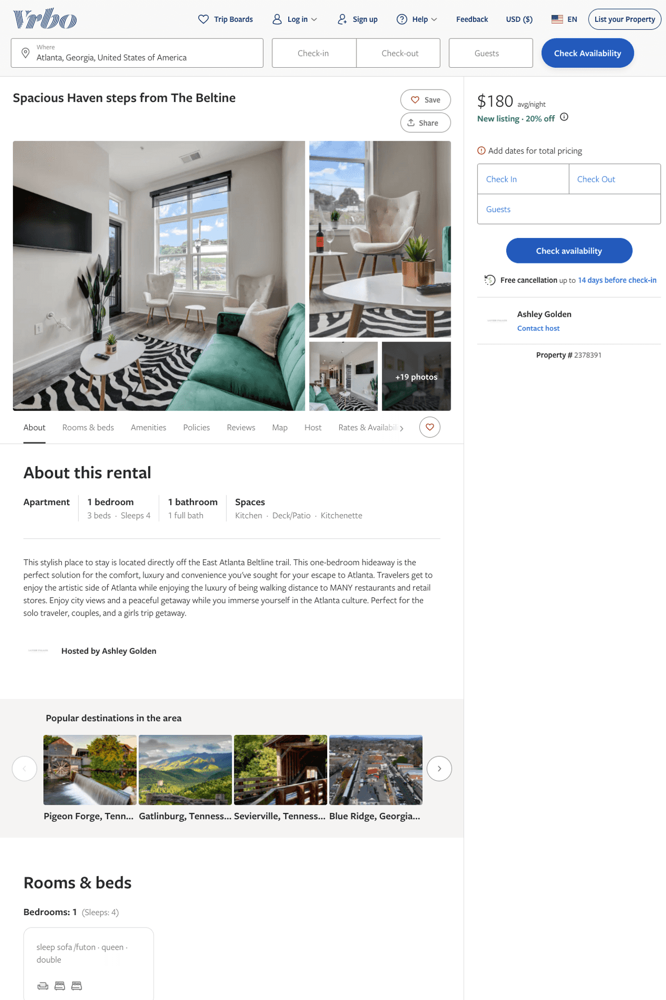 Vrbo
Trip Boards
Log in
Sign up
Help
Feedback
USD ($)
EN
List your Property
Where
Atlanta, Georgia, United States of America
Check-in
Check-out
Guests
Check Availability
Spacious Haven steps from The Beltine
Save
Share
+19 photos
$180 avg/night
New listing · 20% off
Add dates for total pricing
Check In
Check Out
Guests
Check availability
Free cancellation up to 14 days before check-in
Ashley Golden
Contact host
Property # 2378391
About
Rooms & beds
Amenities
Policies
Reviews
Map
Host
Rates & Availabili
About this rental
Apartment
1 bedroom
3 beds · Sleeps 4
1 bathroom
1 full bath
Spaces
Kitchen · Deck/Patio · Kitchenette
This stylish place to stay is located directly off the East Atlanta Beltline trail. This one-bedroom hideaway is the
perfect solution for the comfort, luxury and convenience you've sought for your escape to Atlanta. Travelers get to
enjoy the artistic side of Atlanta while enjoying the luxury of being walking distance to MANY restaurants and retail
stores. Enjoy city views and a peaceful getaway while you immerse yourself in the Atlanta culture. Perfect for the
solo traveler, couples, and a girls trip getaway.
Hosted by Ashley Golden
Popular destinations in the area
Pigeon Forge, Tenn...
Gatlinburg, Tenness...
Sevierville, Tenness...
Blue Ridge, Georgia...
Rooms & beds
Bedrooms: 1 (Sleeps: 4)
sleep sofa /futon · queen ·
double